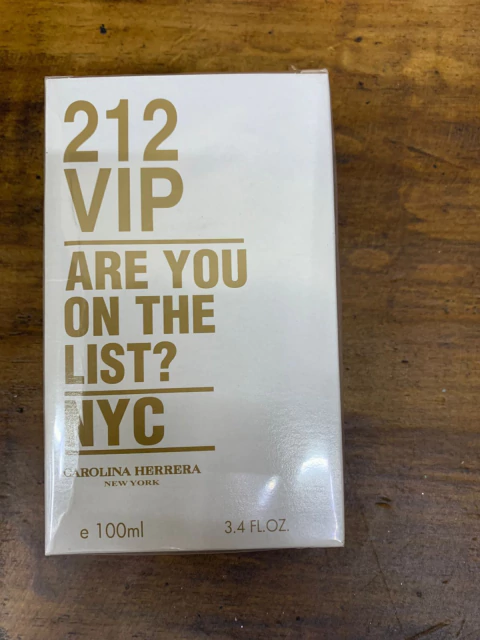 212
VIP
ARE YOU
ON THE
LIST?
NYC
CAROLINA HERRERA
NEW YORK
e 100ml 3.4 FL.OZ.